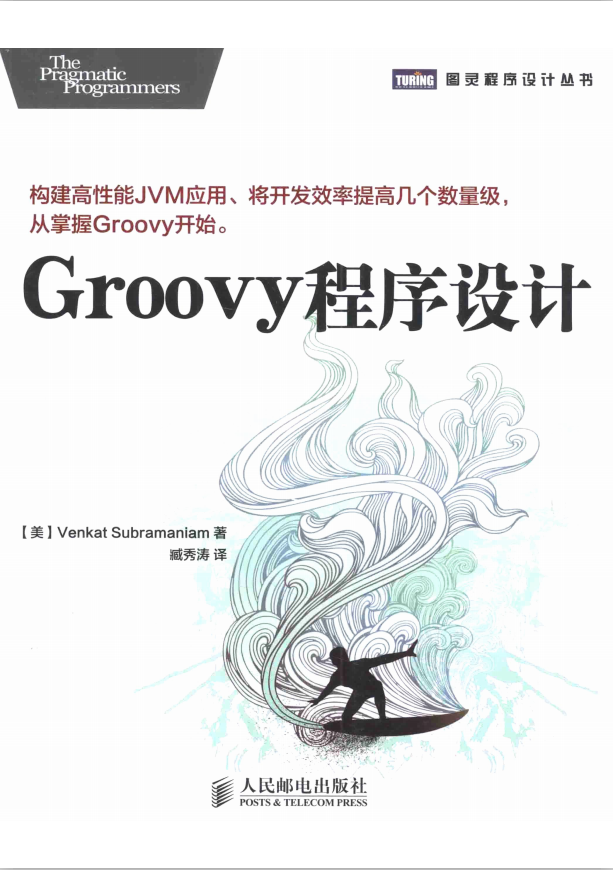 The
Pragmatic
Programmers
TURING 图灵程序设计丛书
构建高性能JVM应用、将开发效率提高几个数量级，
从掌握Groovy开始。
Groovy程序设计
【美】Venkat Subramaniam 著
臧秀涛 译
人民邮电出版社
POSTS & TELECOM PRESS